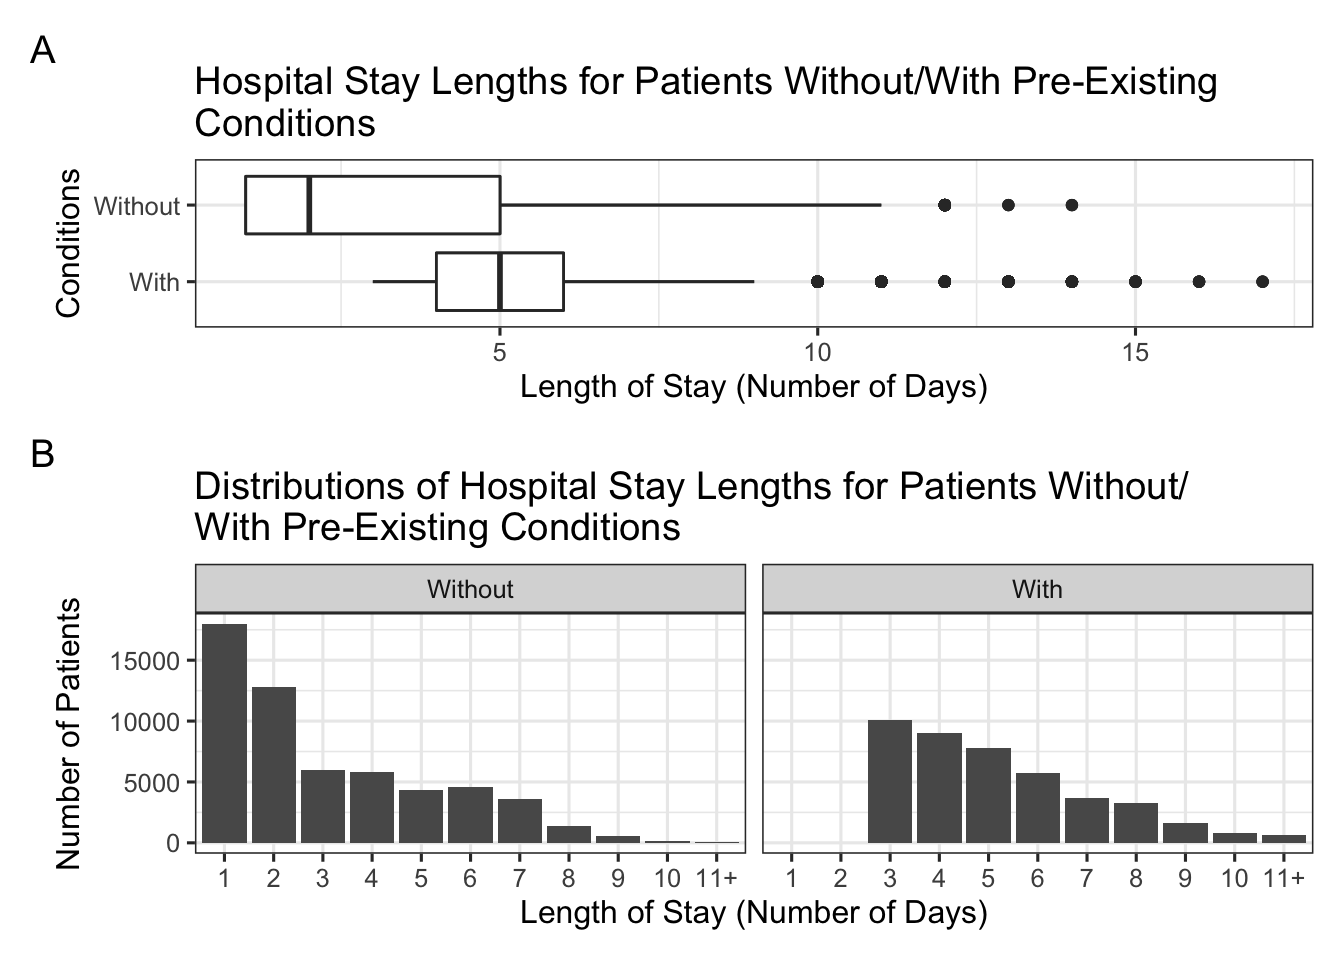 A
Hospital Stay Lengths for Patients Without/With Pre-Existing
Conditions
Conditions
Without
With
5 10 15
Length of Stay (Number of Days)
B
Distributions of Hospital Stay Lengths for Patients Without/
With Pre-Existing Conditions
Without With
Number of Patients
15000
10000
5000
0
1 2 3 4 5 6 7 8 9 10 11+ 1 2 3 4 5 6 7 8 9 10 11+
Length of Stay (Number of Days)